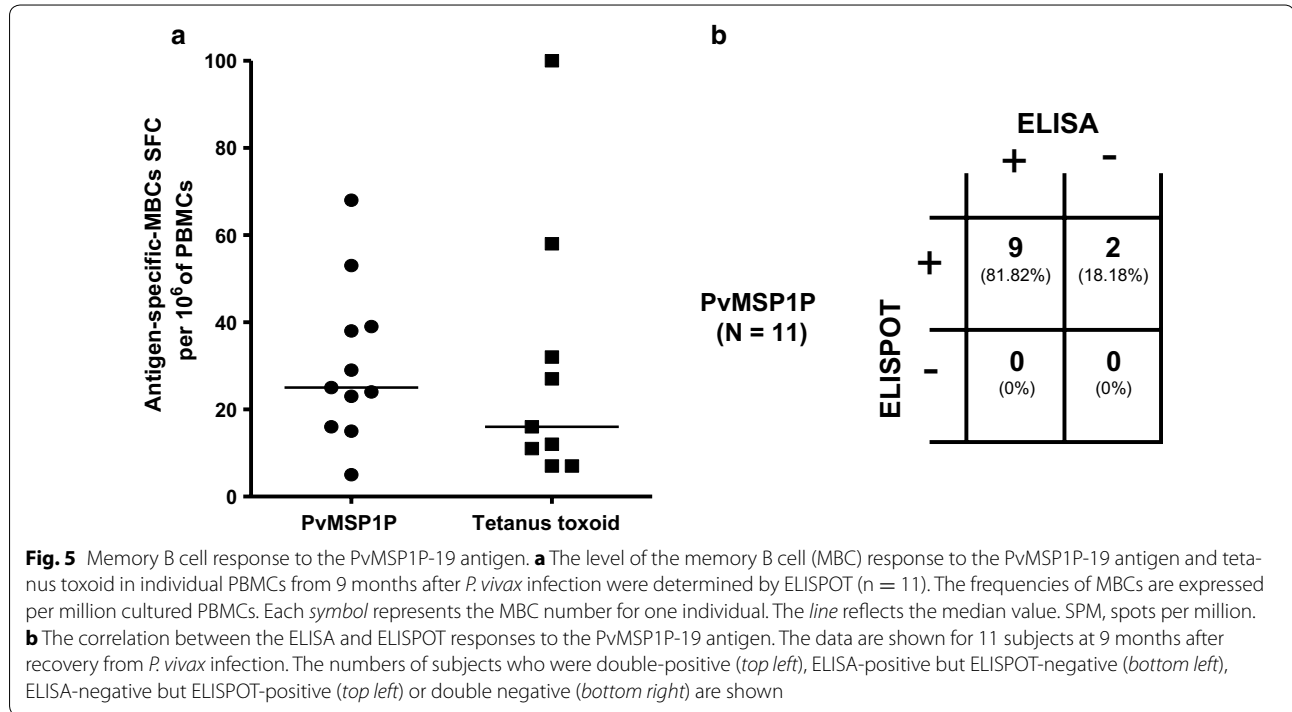 a
b
Antigen-specific-MBCs SFC
per 10⁶ of PBMCs
100
80
60
40
20
0
PvMSP1P
Tetanus toxoid
ELISA
+ -
PvMSP1P
(N = 11)
ELISPOT
+
-
9
(81.82%)
2
(18.18%)
0
(0%)
0
(0%)
Fig. 5 Memory B cell response to the PvMSP1P-19 antigen. a The level of the memory B cell (MBC) response to the PvMSP1P-19 antigen and teta-
nus toxoid in individual PBMCs from 9 months after P. vivax infection were determined by ELISPOT (n = 11). The frequencies of MBCs are expressed
per million cultured PBMCs. Each symbol represents the MBC number for one individual. The line reflects the median value. SPM, spots per million.
b The correlation between the ELISA and ELISPOT responses to the PvMSP1P-19 antigen. The data are shown for 11 subjects at 9 months after
recovery from P. vivax infection. The numbers of subjects who were double-positive (top left), ELISA-positive but ELISPOT-negative (bottom left),
ELISA-negative but ELISPOT-positive (top left) or double negative (bottom right) are shown